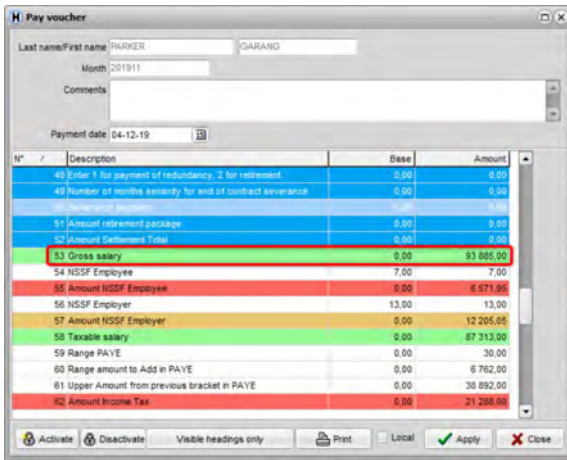 Pay voucher
Last name/First name PARKER GARANG
Month 201911
Comments
Payment date 04-12-19
N° / Description Base Amount
48 Enter 1 for payment of redundancy, 2 for retirement 0,00 0,00
49 Number of months seniority for end of contract severance 0,00 0,00
51 Amount retirement package 0,00 0,00
52 Amount Settlement Total 0,00 0,00
53 Gross salary 0,00 93 885,00
54 NSSF Employee 7,00 7,00
55 Amount NSSF Employee 0,00 6 571,95
56 NSSF Employer 13,00 13,00
57 Amount NSSF Employer 0,00 12 205,05
58 Taxable salary 0,00 87 313,00
59 Range PAYE 0,00 30,00
60 Range amount to Add in PAYE 0,00 6 762,00
61 Upper Amount from previous bracket in PAYE 0,00 38 892,00
62 Amount Income Tax 0,00 21 288,00
Activate Disactivate Visible headings only Print Local Apply Close